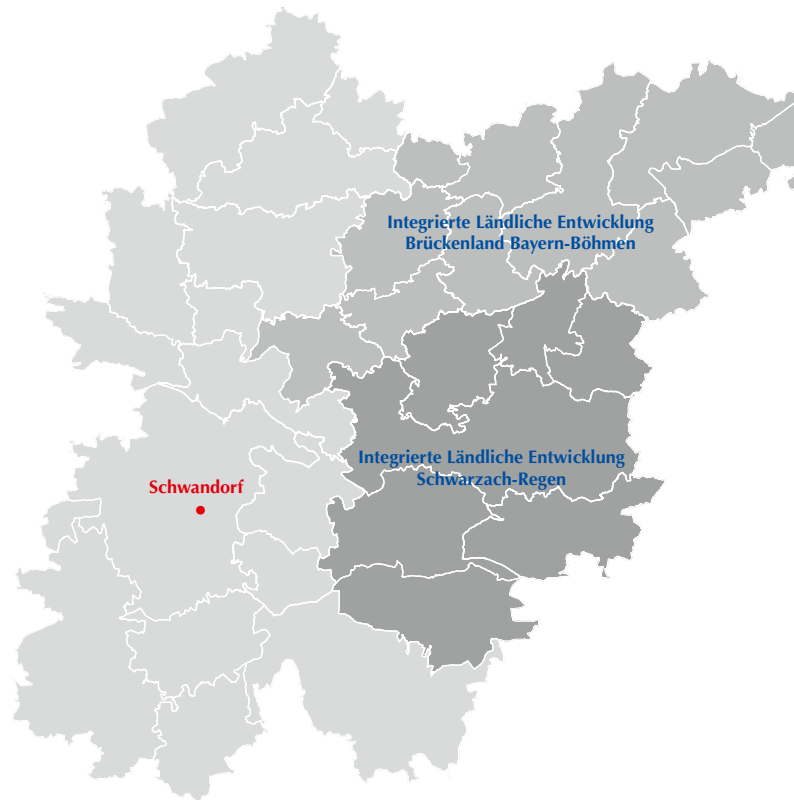 Integrierte Ländliche Entwicklung
Brückenland Bayern-Böhmen
Integrierte Ländliche Entwicklung
Schwarzach-Regen
Schwandorf